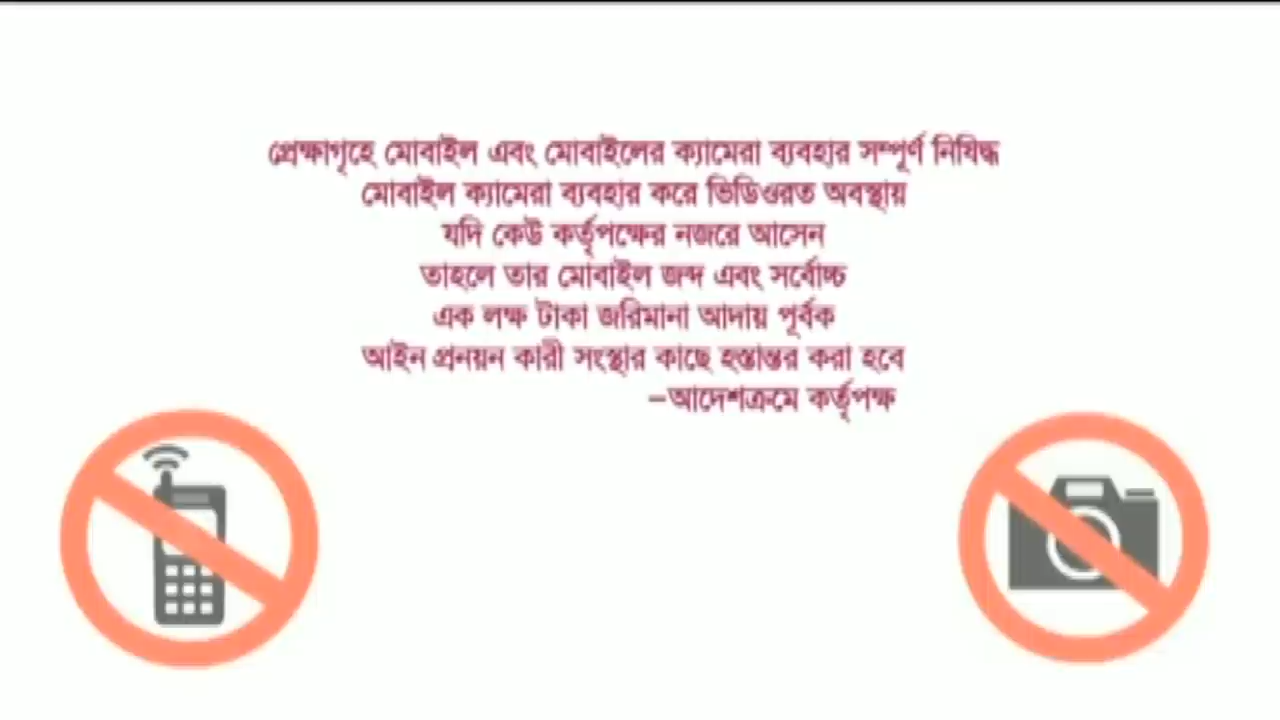 প্রেক্ষাগৃহে মোবাইল এবং মোবাইলের ক্যামেরা ব্যবহার সম্পূর্ণ নিষিদ্ধ
মোবাইল ক্যামেরা ব্যবহার করে ভিডিওরত অবস্থায়
যদি কেউ কর্তৃপক্ষের নজরে আসেন
তাহলে তার মোবাইল জব্দ এবং সর্বোচ্চ
এক লক্ষ টাকা জরিমানা আদায় পূর্বক
আইন প্রনয়ন কারী সংস্থার কাছে হস্তান্তর করা হবে
–আদেশক্রমে কর্তৃপক্ষ